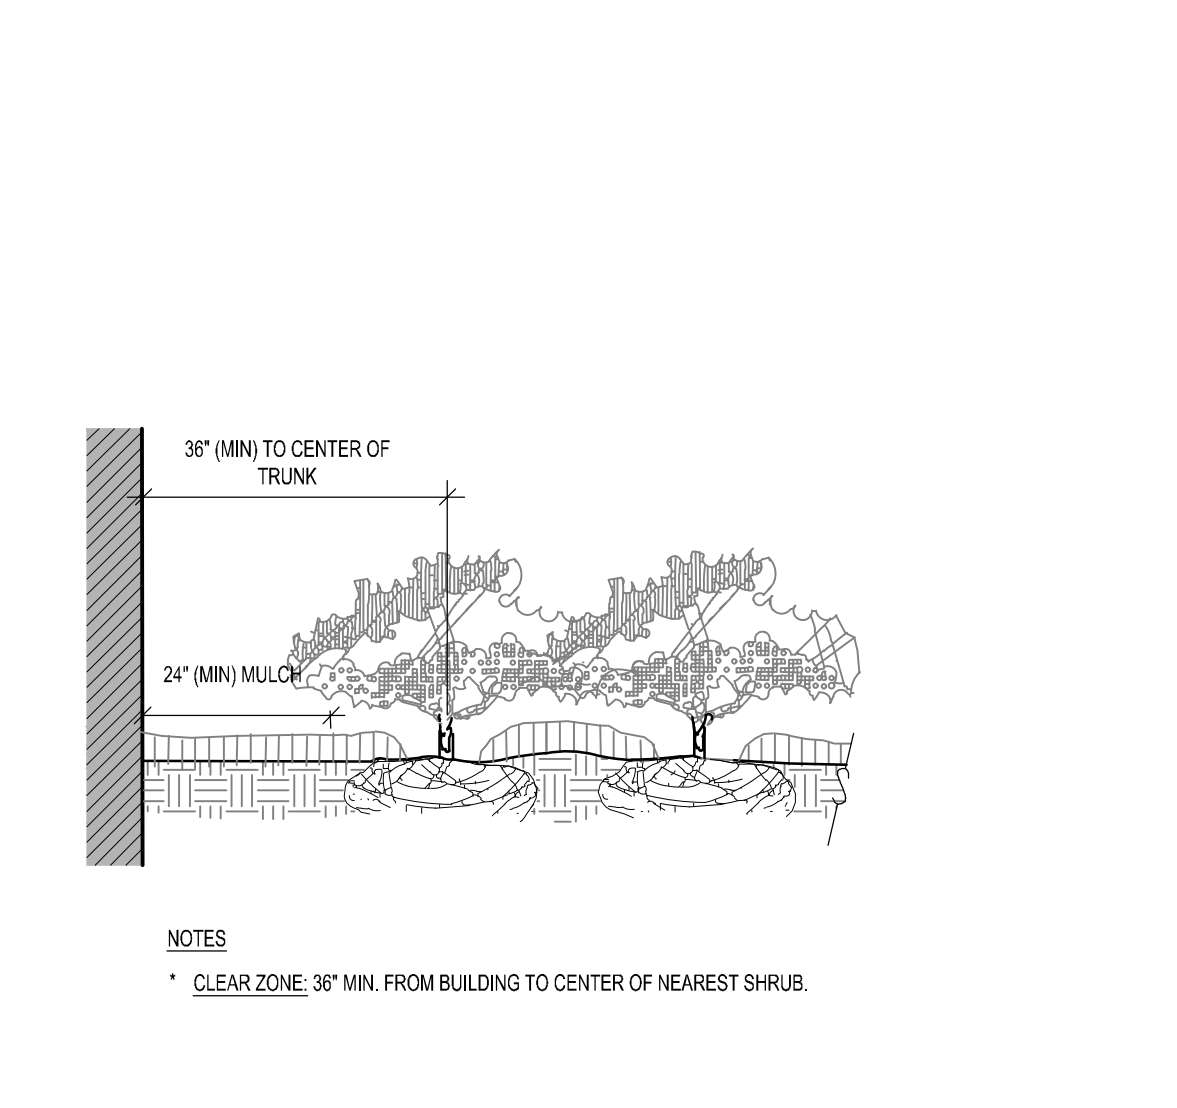 36" (MIN) TO CENTER OF
TRUNK
24" (MIN) MULCH
NOTES
* CLEAR ZONE: 36" MIN. FROM BUILDING TO CENTER OF NEAREST SHRUB.